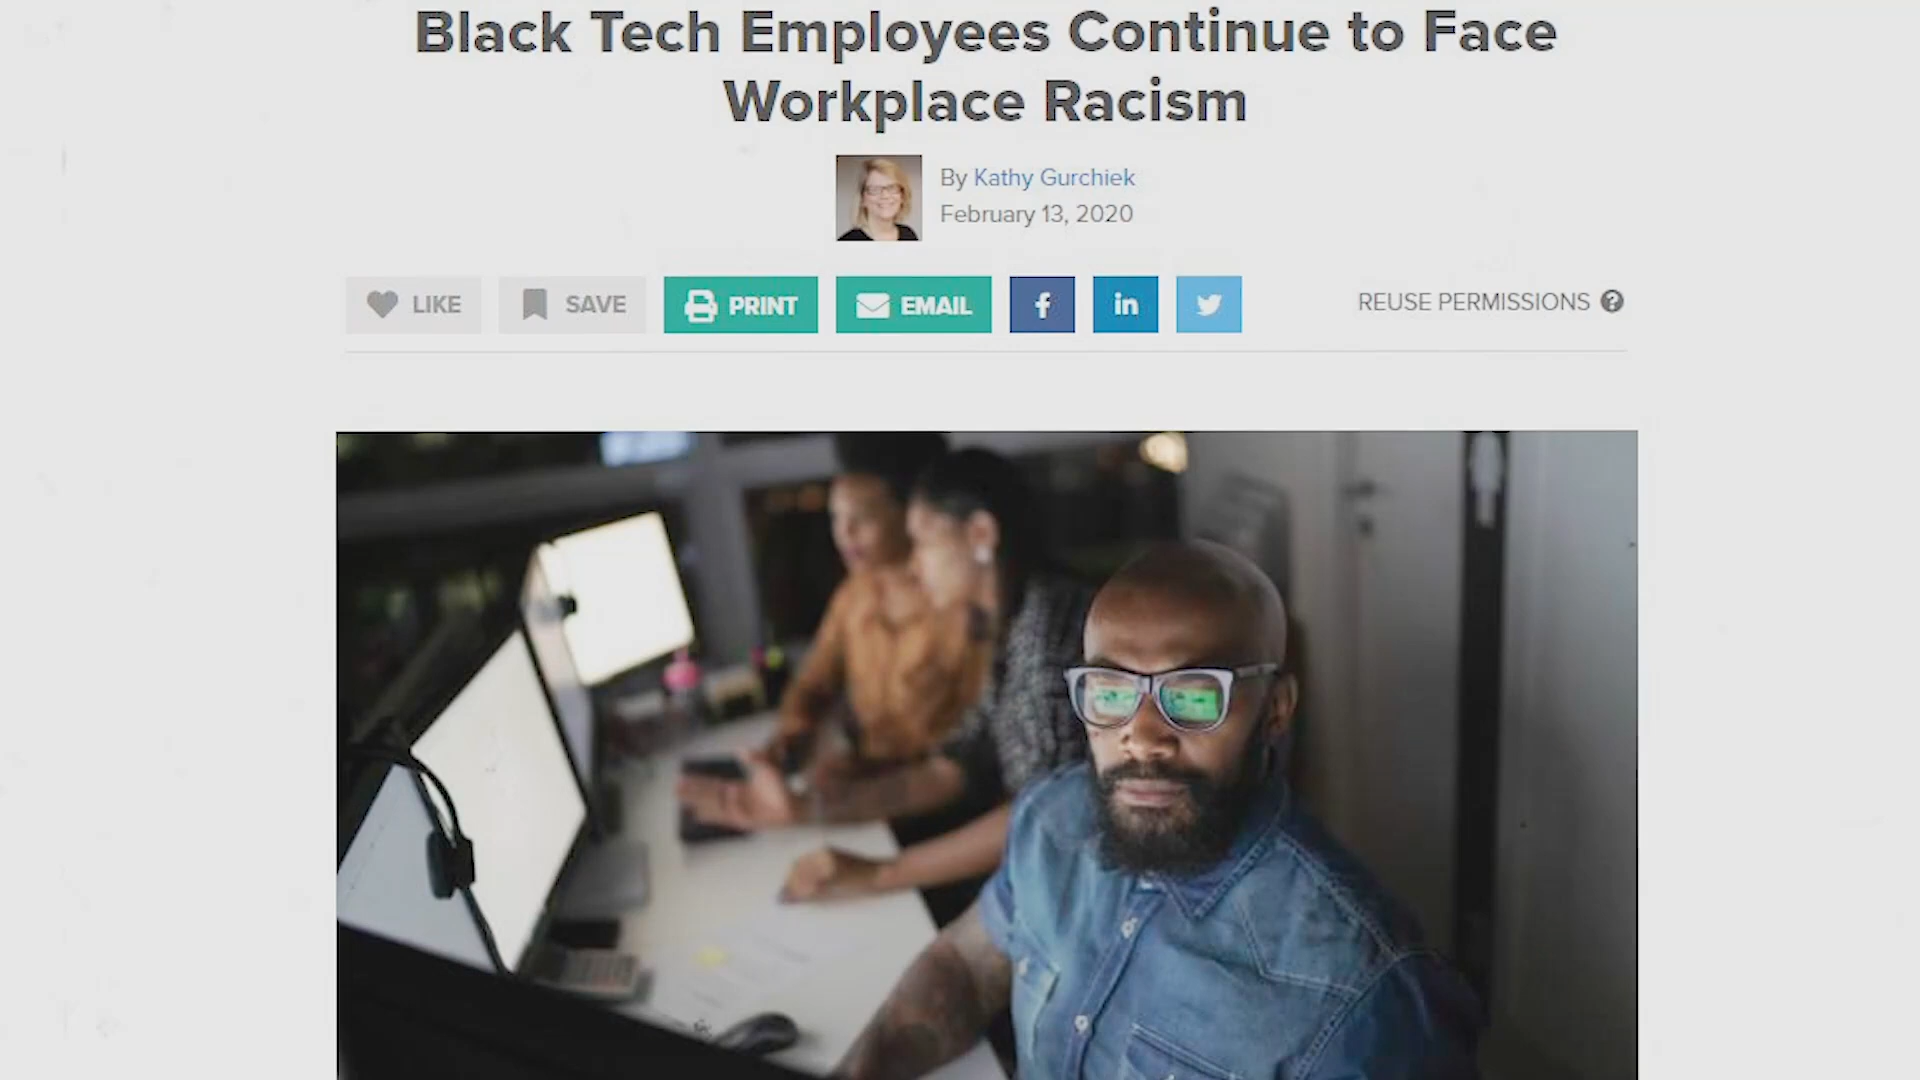 Black Tech Employees Continue to Face
Workplace Racism
By Kathy Gurchiek
February 13, 2020
LIKE SAVE PRINT EMAIL f in REUSE PERMISSIONS ?